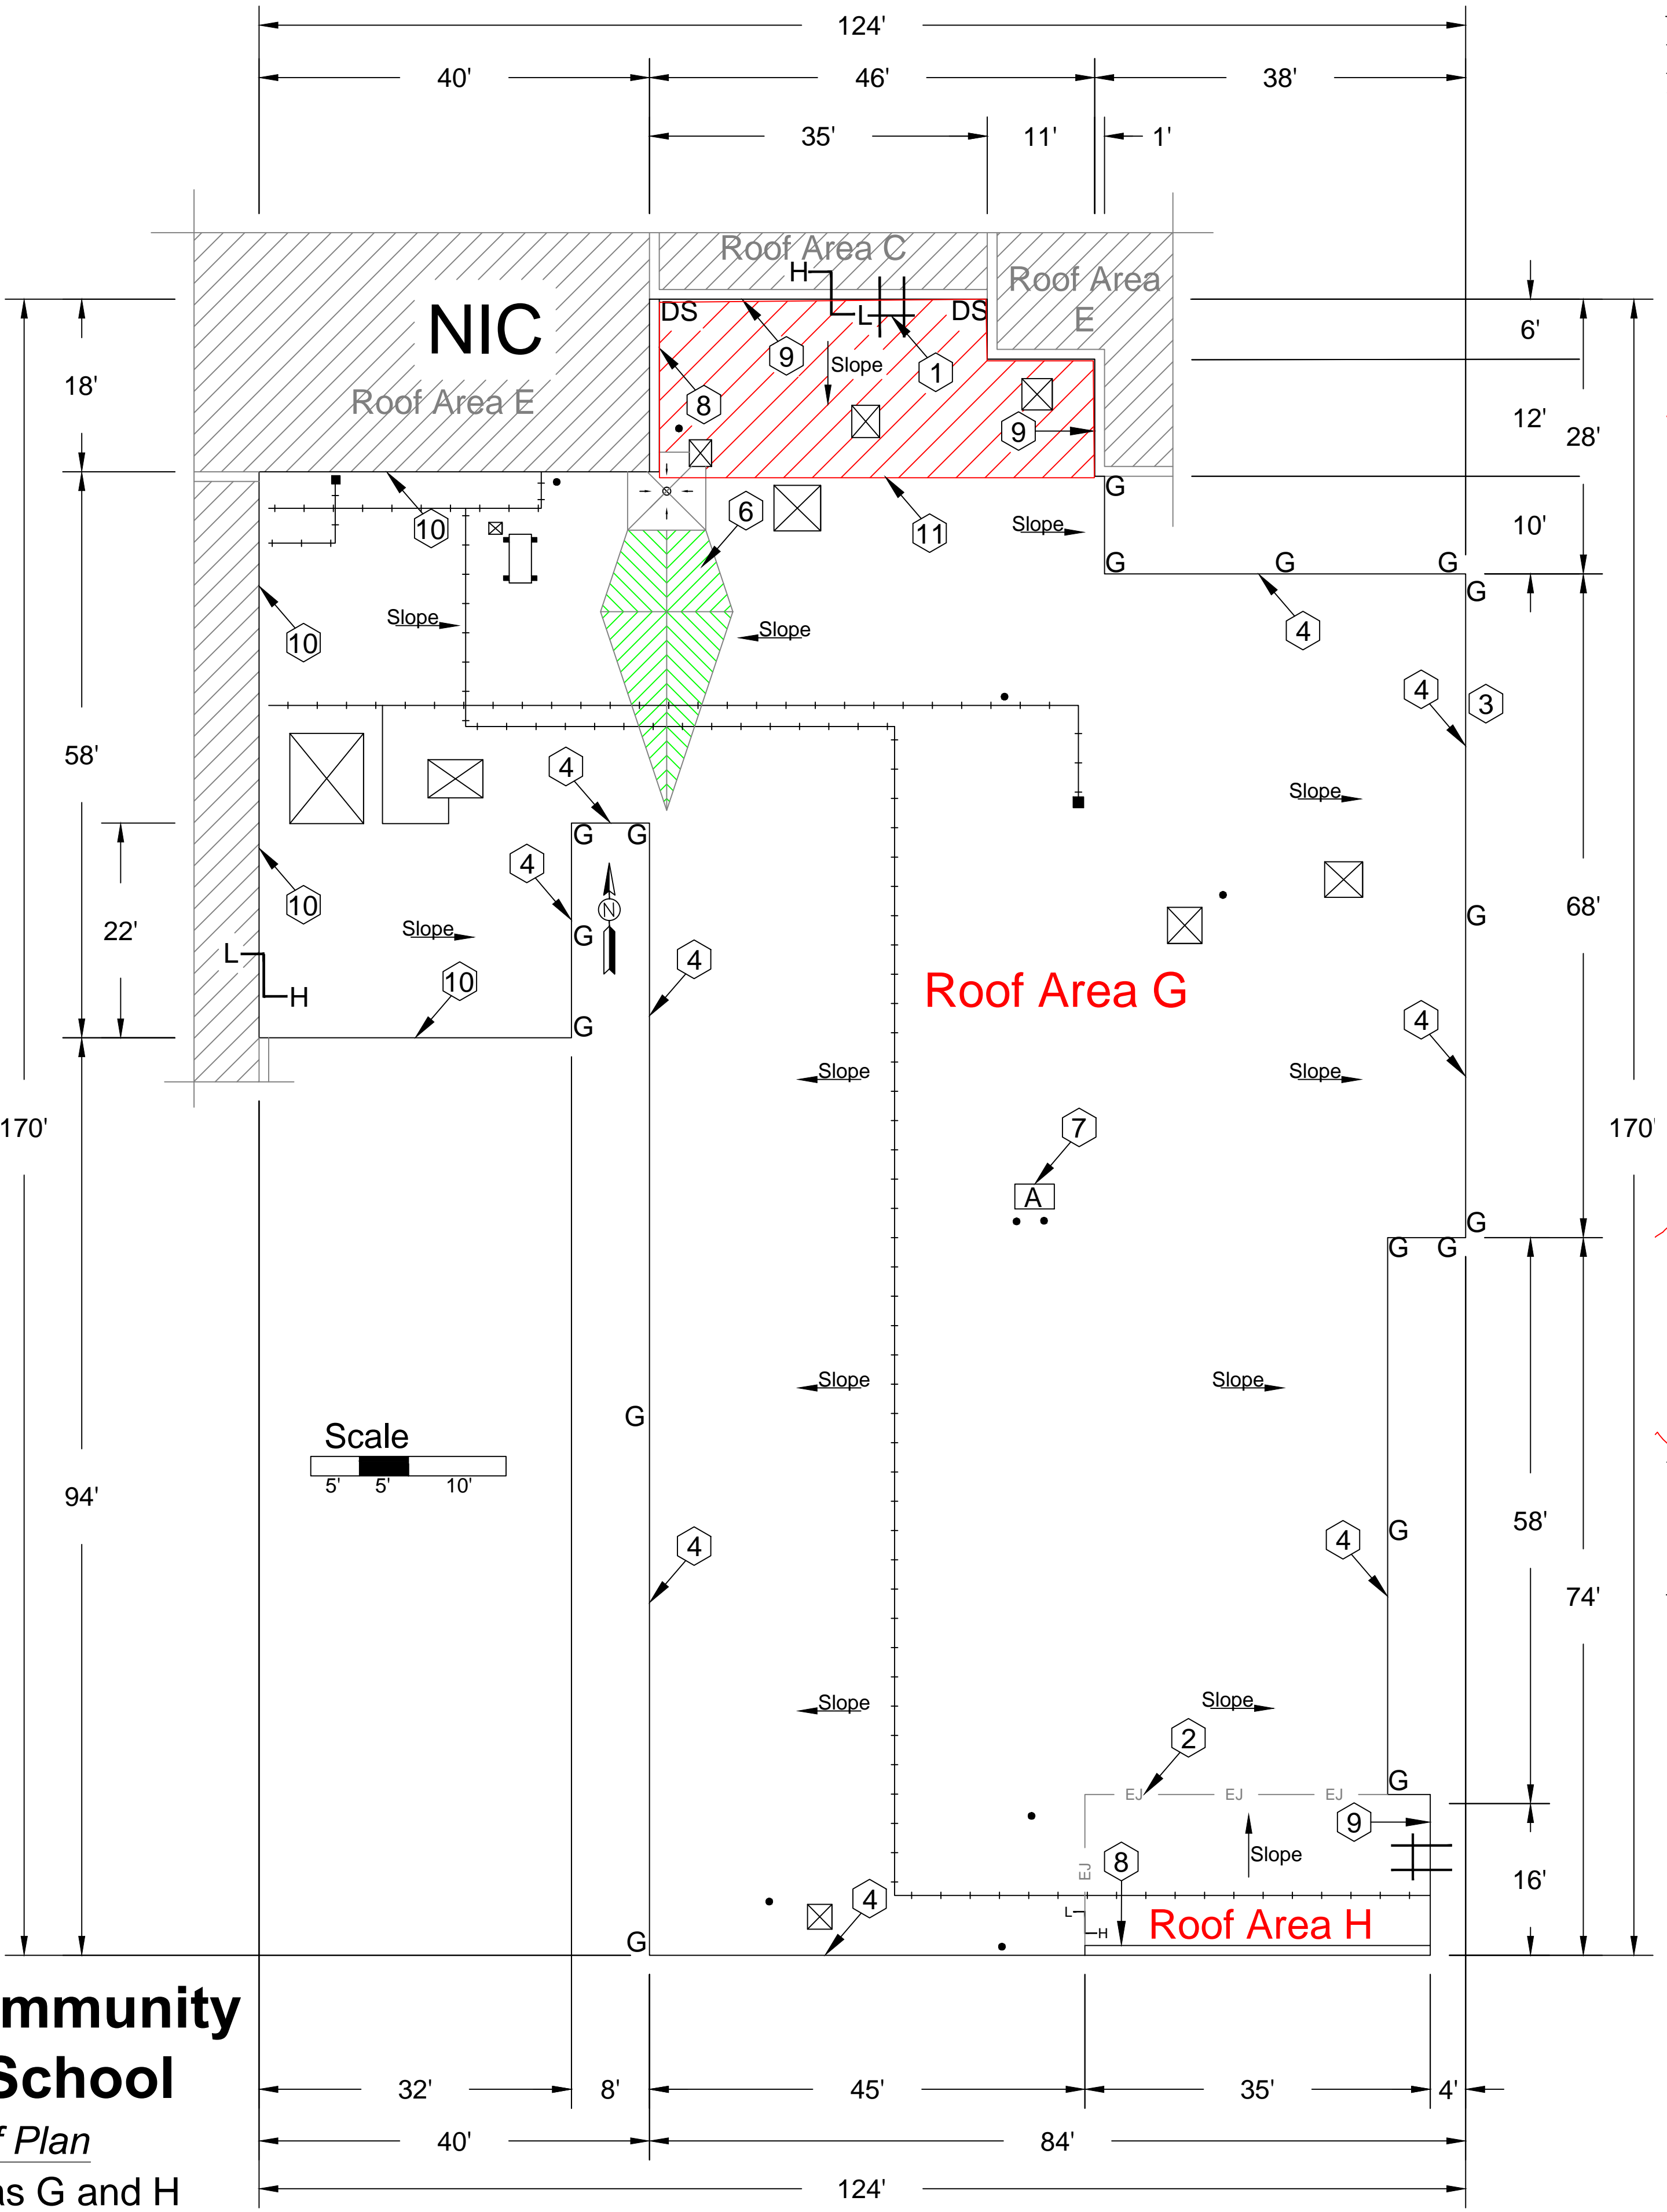 124'
40' 46' 38'
35' 11' 1'
Roof Area C
H
Roof Area
E
NIC
DS L DS
6'
9
1
Slope
18'
Roof Area E
8
12' 28'
9
G
6
10
11
Slope
10'
G G G
G
Slope
Slope
10
4
4 3
58'
4
Slope
G G
4
22'
10
N
G
G
68'
Slope
4
L
10
Roof Area G
H
G
4
Slope
Slope
170'
7
170'
A
G
G G
Slope
Slope
G
Scale
5' 5' 10'
94'
4
G
4
58'
74'
Slope
Slope
2
G
EJ EJ EJ
9
Slope
8
EJ
16'
4
L
H
Roof Area H
G
mmunity
School
f Plan
as G and H
32' 8' 45' 35' 4'
40' 84'
124'